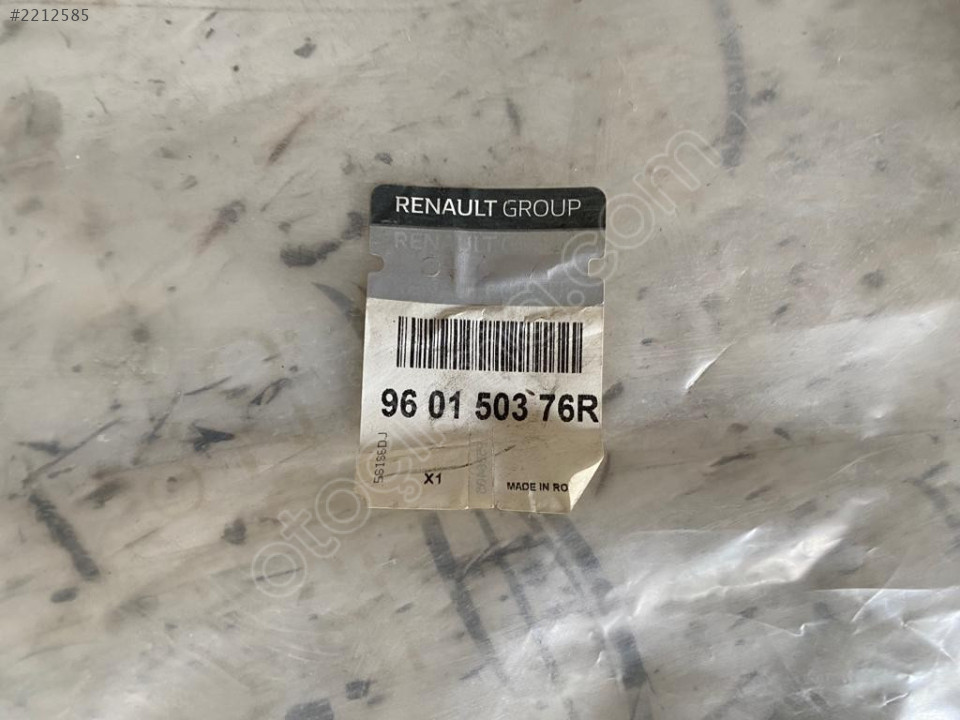 #2212585
RENAULT GROUP
96 01 503 76R
X1
MADE IN RO